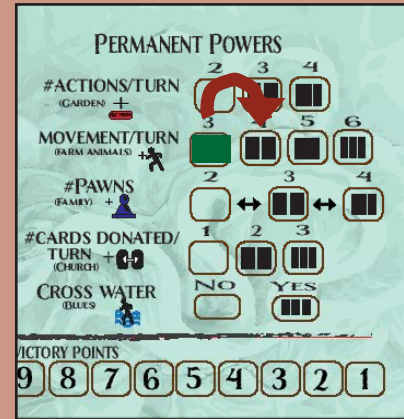 PERMANENT POWERS
2 3 4
#ACTIONS/TURN
(GARDEN) +
3 5 6
MOVEMENT/TURN
(FARM ANIMALS) +
2 3 4
#PAWNS
(FAMILY) +
1 2 3
#CARDS DONATED/
TURN +
(CHURCH)
NO YES
CROSS WATER
(BLUES)
VICTORY POINTS
9 8 7 6 5 4 3 2 1